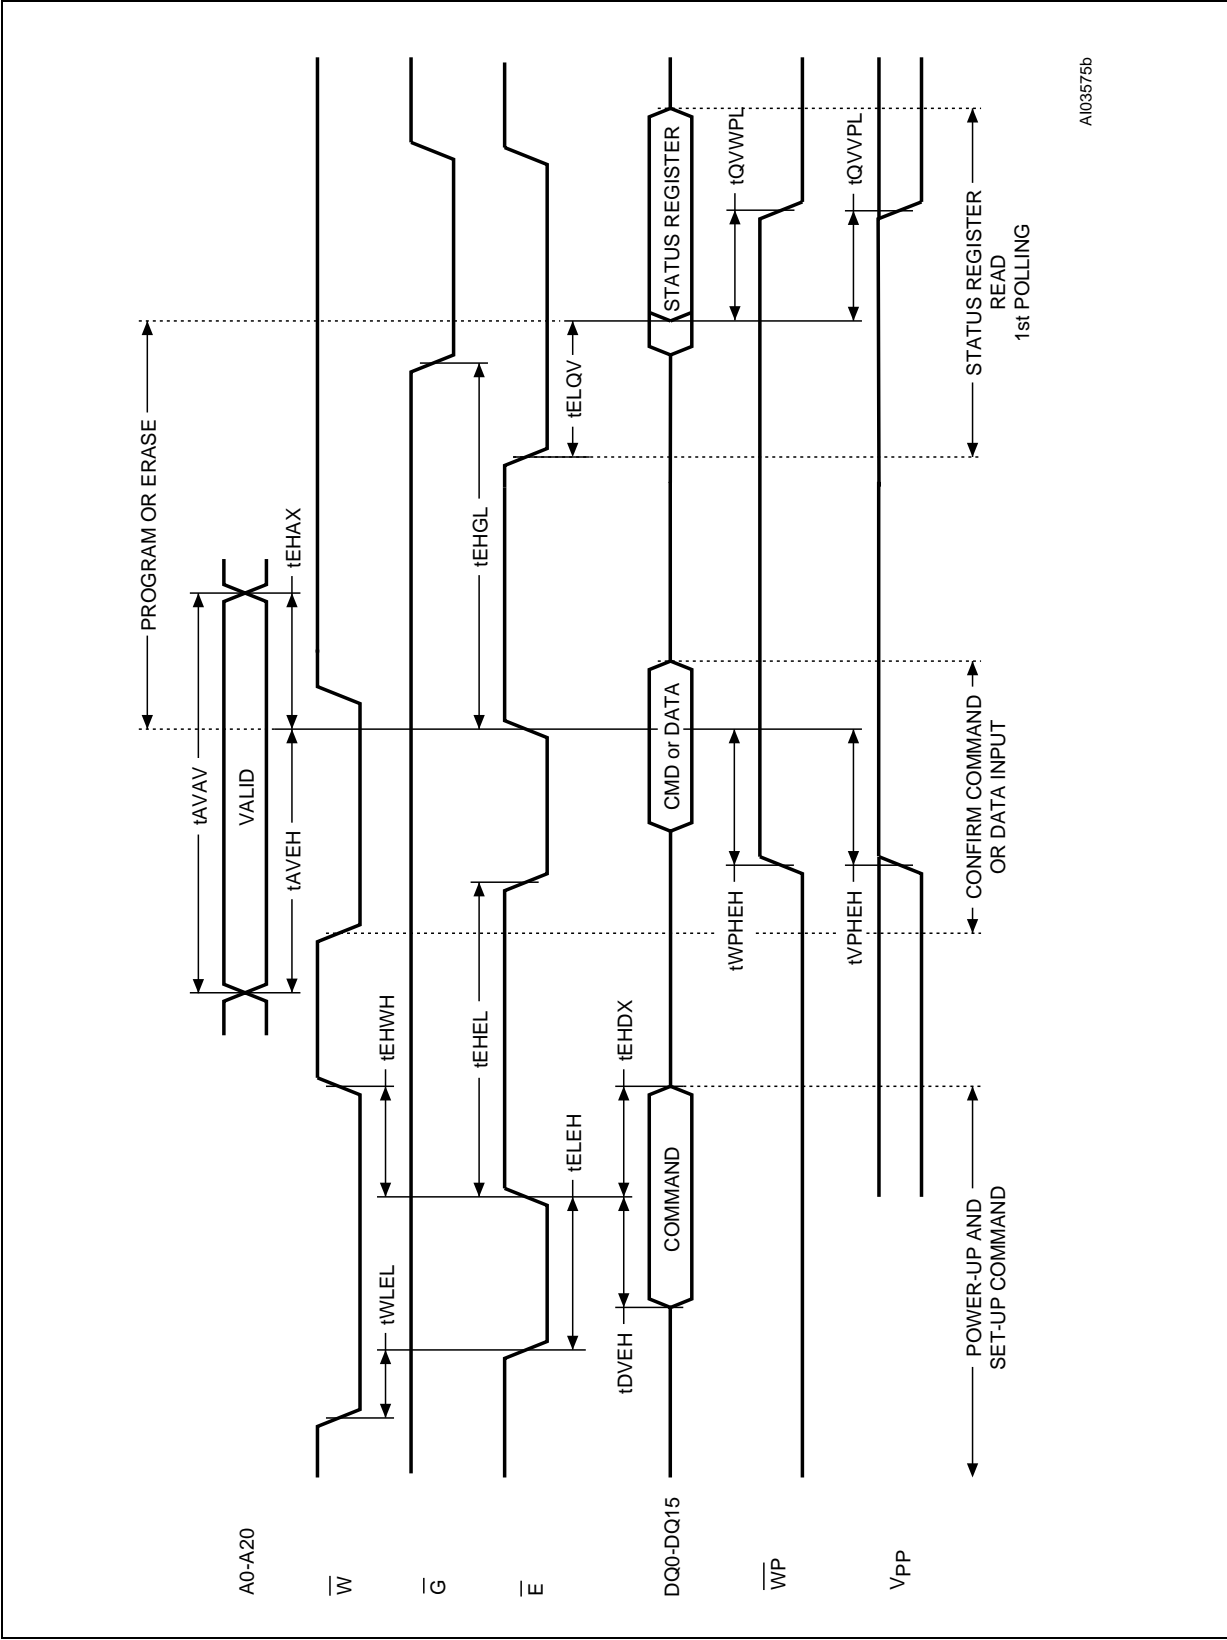 PROGRAM OR ERASE
tAVAV
A0-A20
VALID
tAVEH
tEHAX
W
tWLEL
tEHWH
G
tEHEL
tEHGL
E
tELEH
tELQV
tDVEH
tEHDX
DQ0-DQ15
COMMAND
CMD or DATA
STATUS REGISTER
tWPHEH
tQVWPL
WP
tVPHEH
tQVVPL
VPP
POWER-UP AND
SET-UP COMMAND
CONFIRM COMMAND
OR DATA INPUT
STATUS REGISTER
READ
1st POLLING
AI03575b